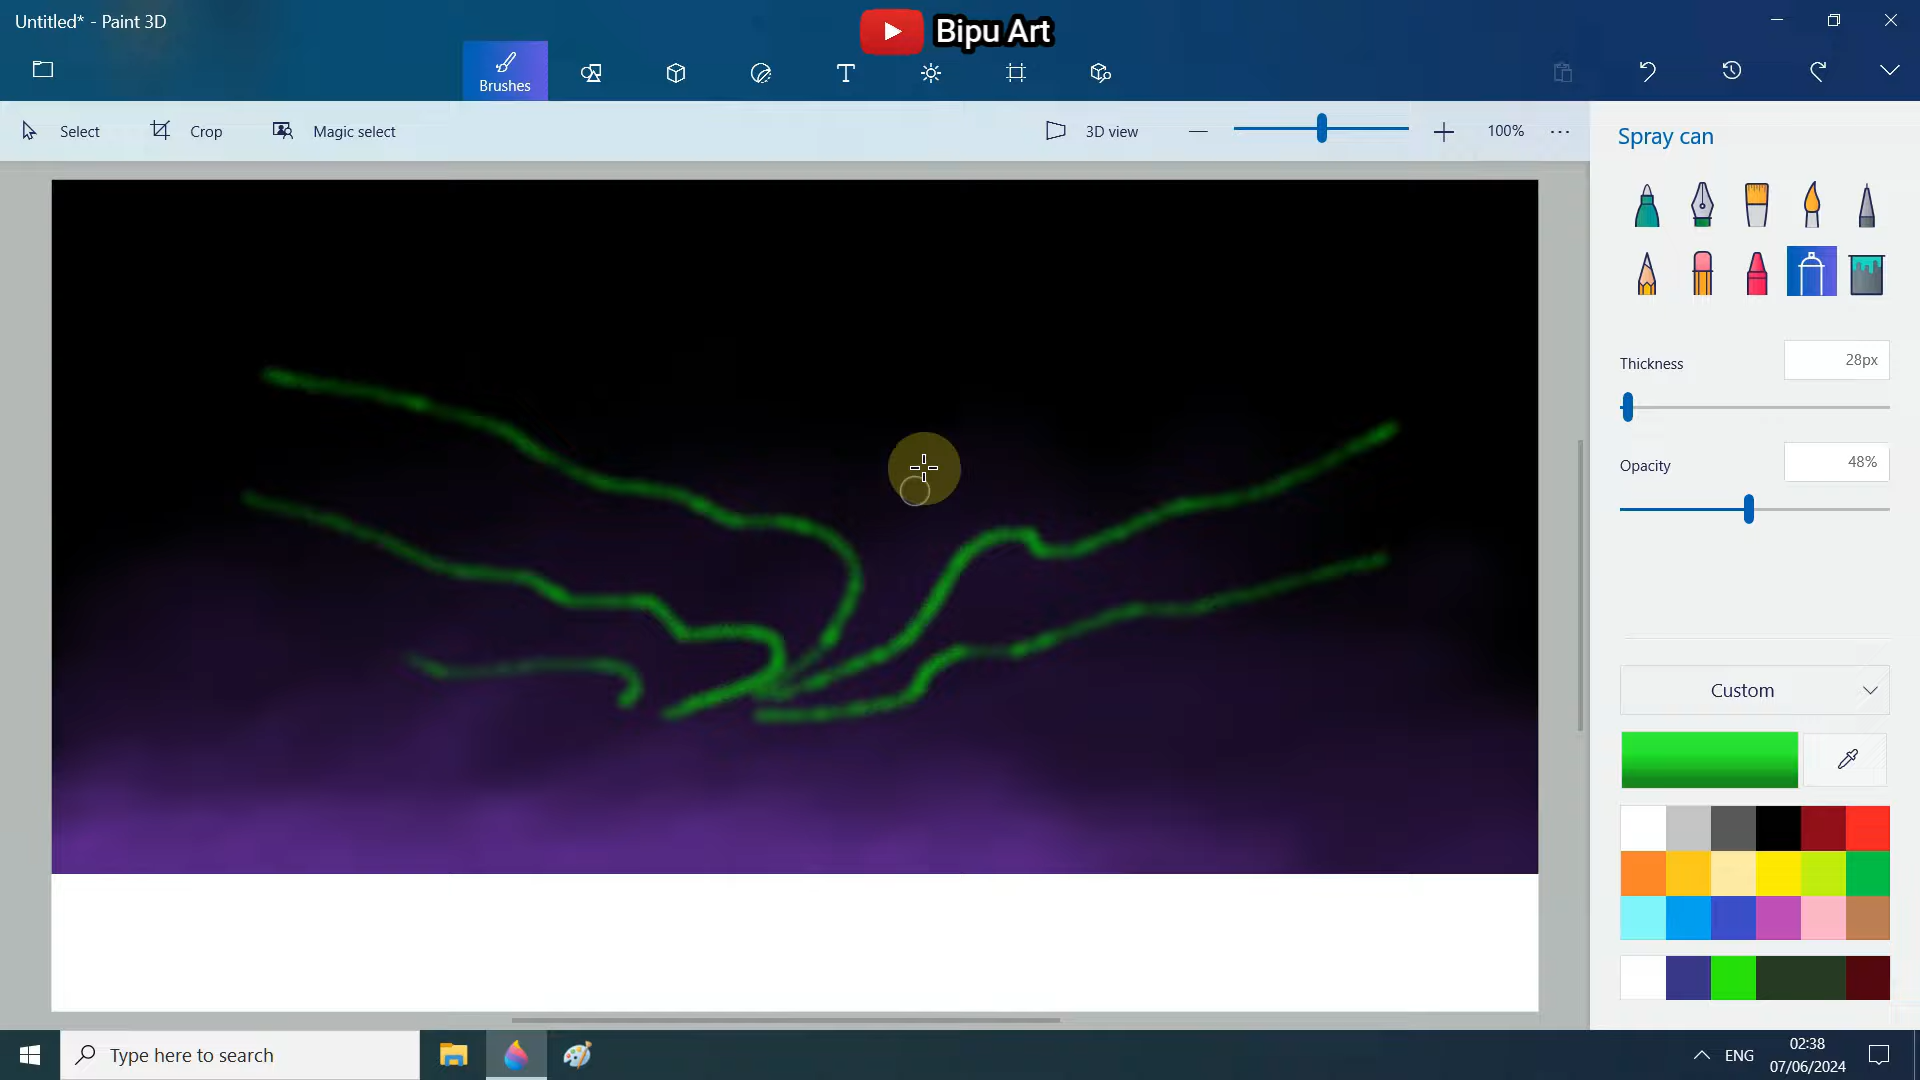 Untitled* - Paint 3D
Bipu Art
Brushes
Select
Crop
Magic select
3D view
100%
Spray can
Thickness
28px
Opacity
48%
Custom
Type here to search
ENG
02:38
07/06/2024